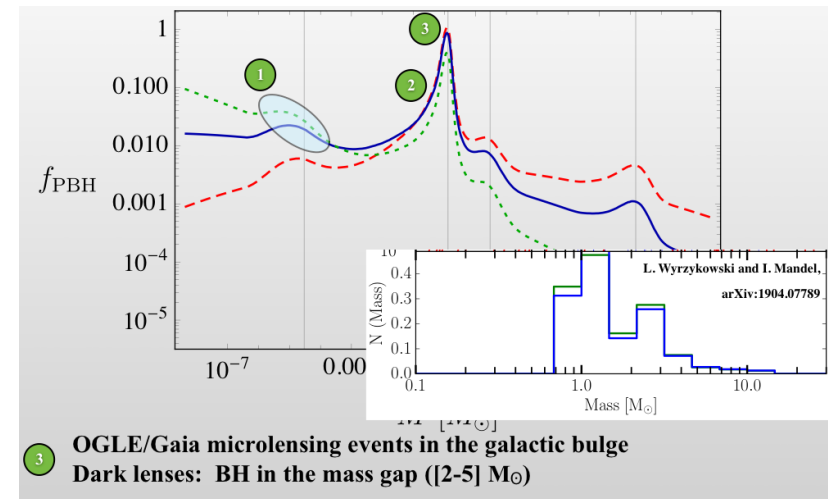 3
1
1
0.100
2
0.010
f_PBH
0.001
10⁻⁴
10⁻⁵
10⁻⁷
0.00
10
L. Wyrzykowski and I. Mandel,
arXiv:1904.07789
N (Mass)
0.4
0.3
0.2
0.1
0.0
0.1
1.0
10.0
Mass [M⊙]
M [M⊙]
3
OGLE/Gaia microlensing events in the galactic bulge
Dark lenses: BH in the mass gap ([2-5] M⊙)